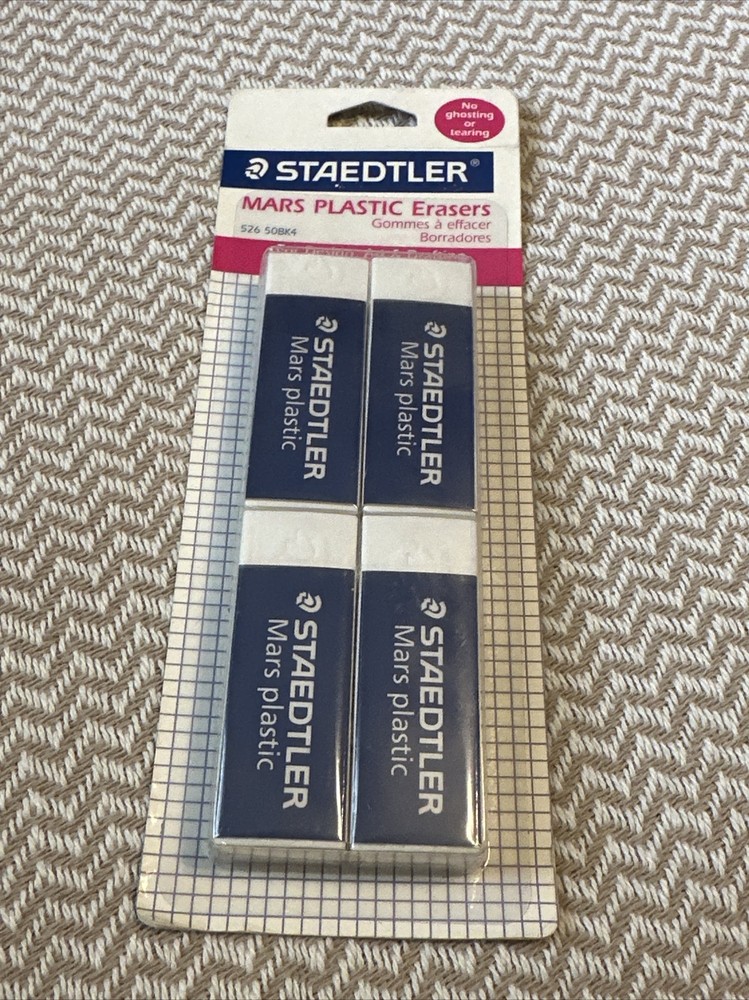 No
ghosting
or
tearing
STAEDTLER®
MARS PLASTIC Erasers
Gommes à effacer
Borradores
526 50BK4
STAEDTLER
Mars plastic
STAEDTLER
Mars plastic
STAEDTLER
Mars plastic
STAEDTLER
Mars plastic